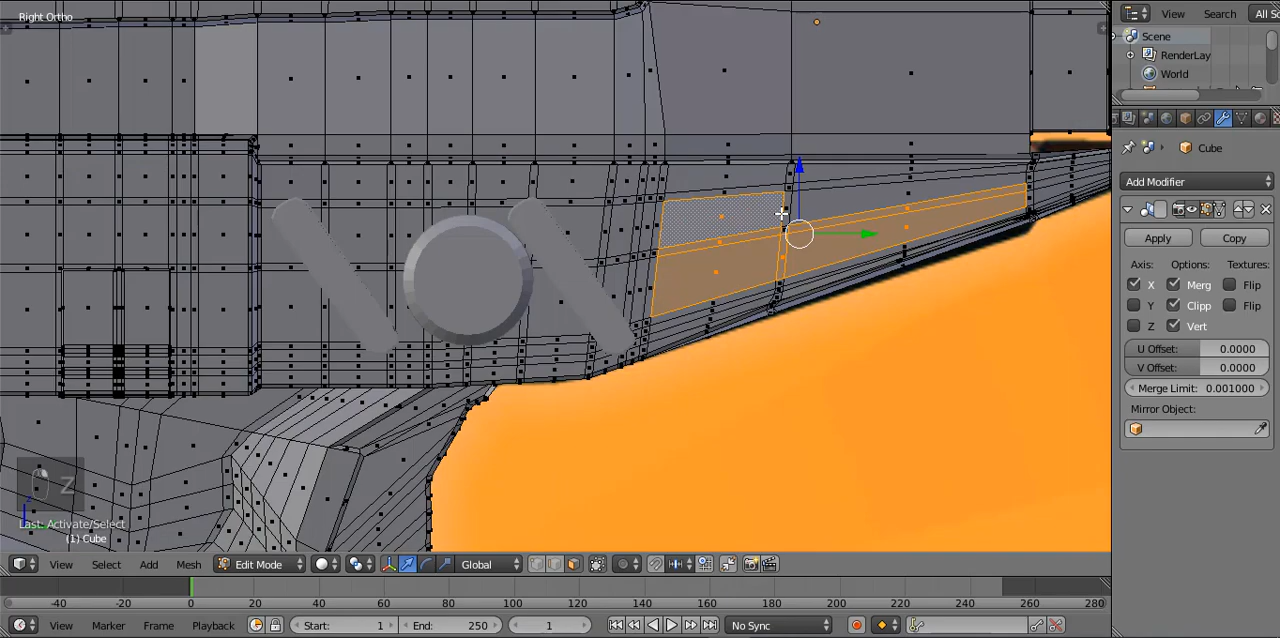 Right Ortho
View Search All Sc
Scene
RenderLay
World
Cube
Add Modifier
Apply Copy
Axis: Options: Textures:
X Merg Flip
Y Clipp Flip
Z Vert
U Offset: 0.0000
V Offset: 0.0000
Merge Limit: 0.001000
Mirror Object:
Z
Last: Activate/Select
(1) Cube
View Select Add Mesh Edit Mode Global
-40 -20 0 20 40 60 80 100 120 140 160 180 200 220 240 260 280
View Marker Frame Playback Start: 1 End: 250 1 No Sync